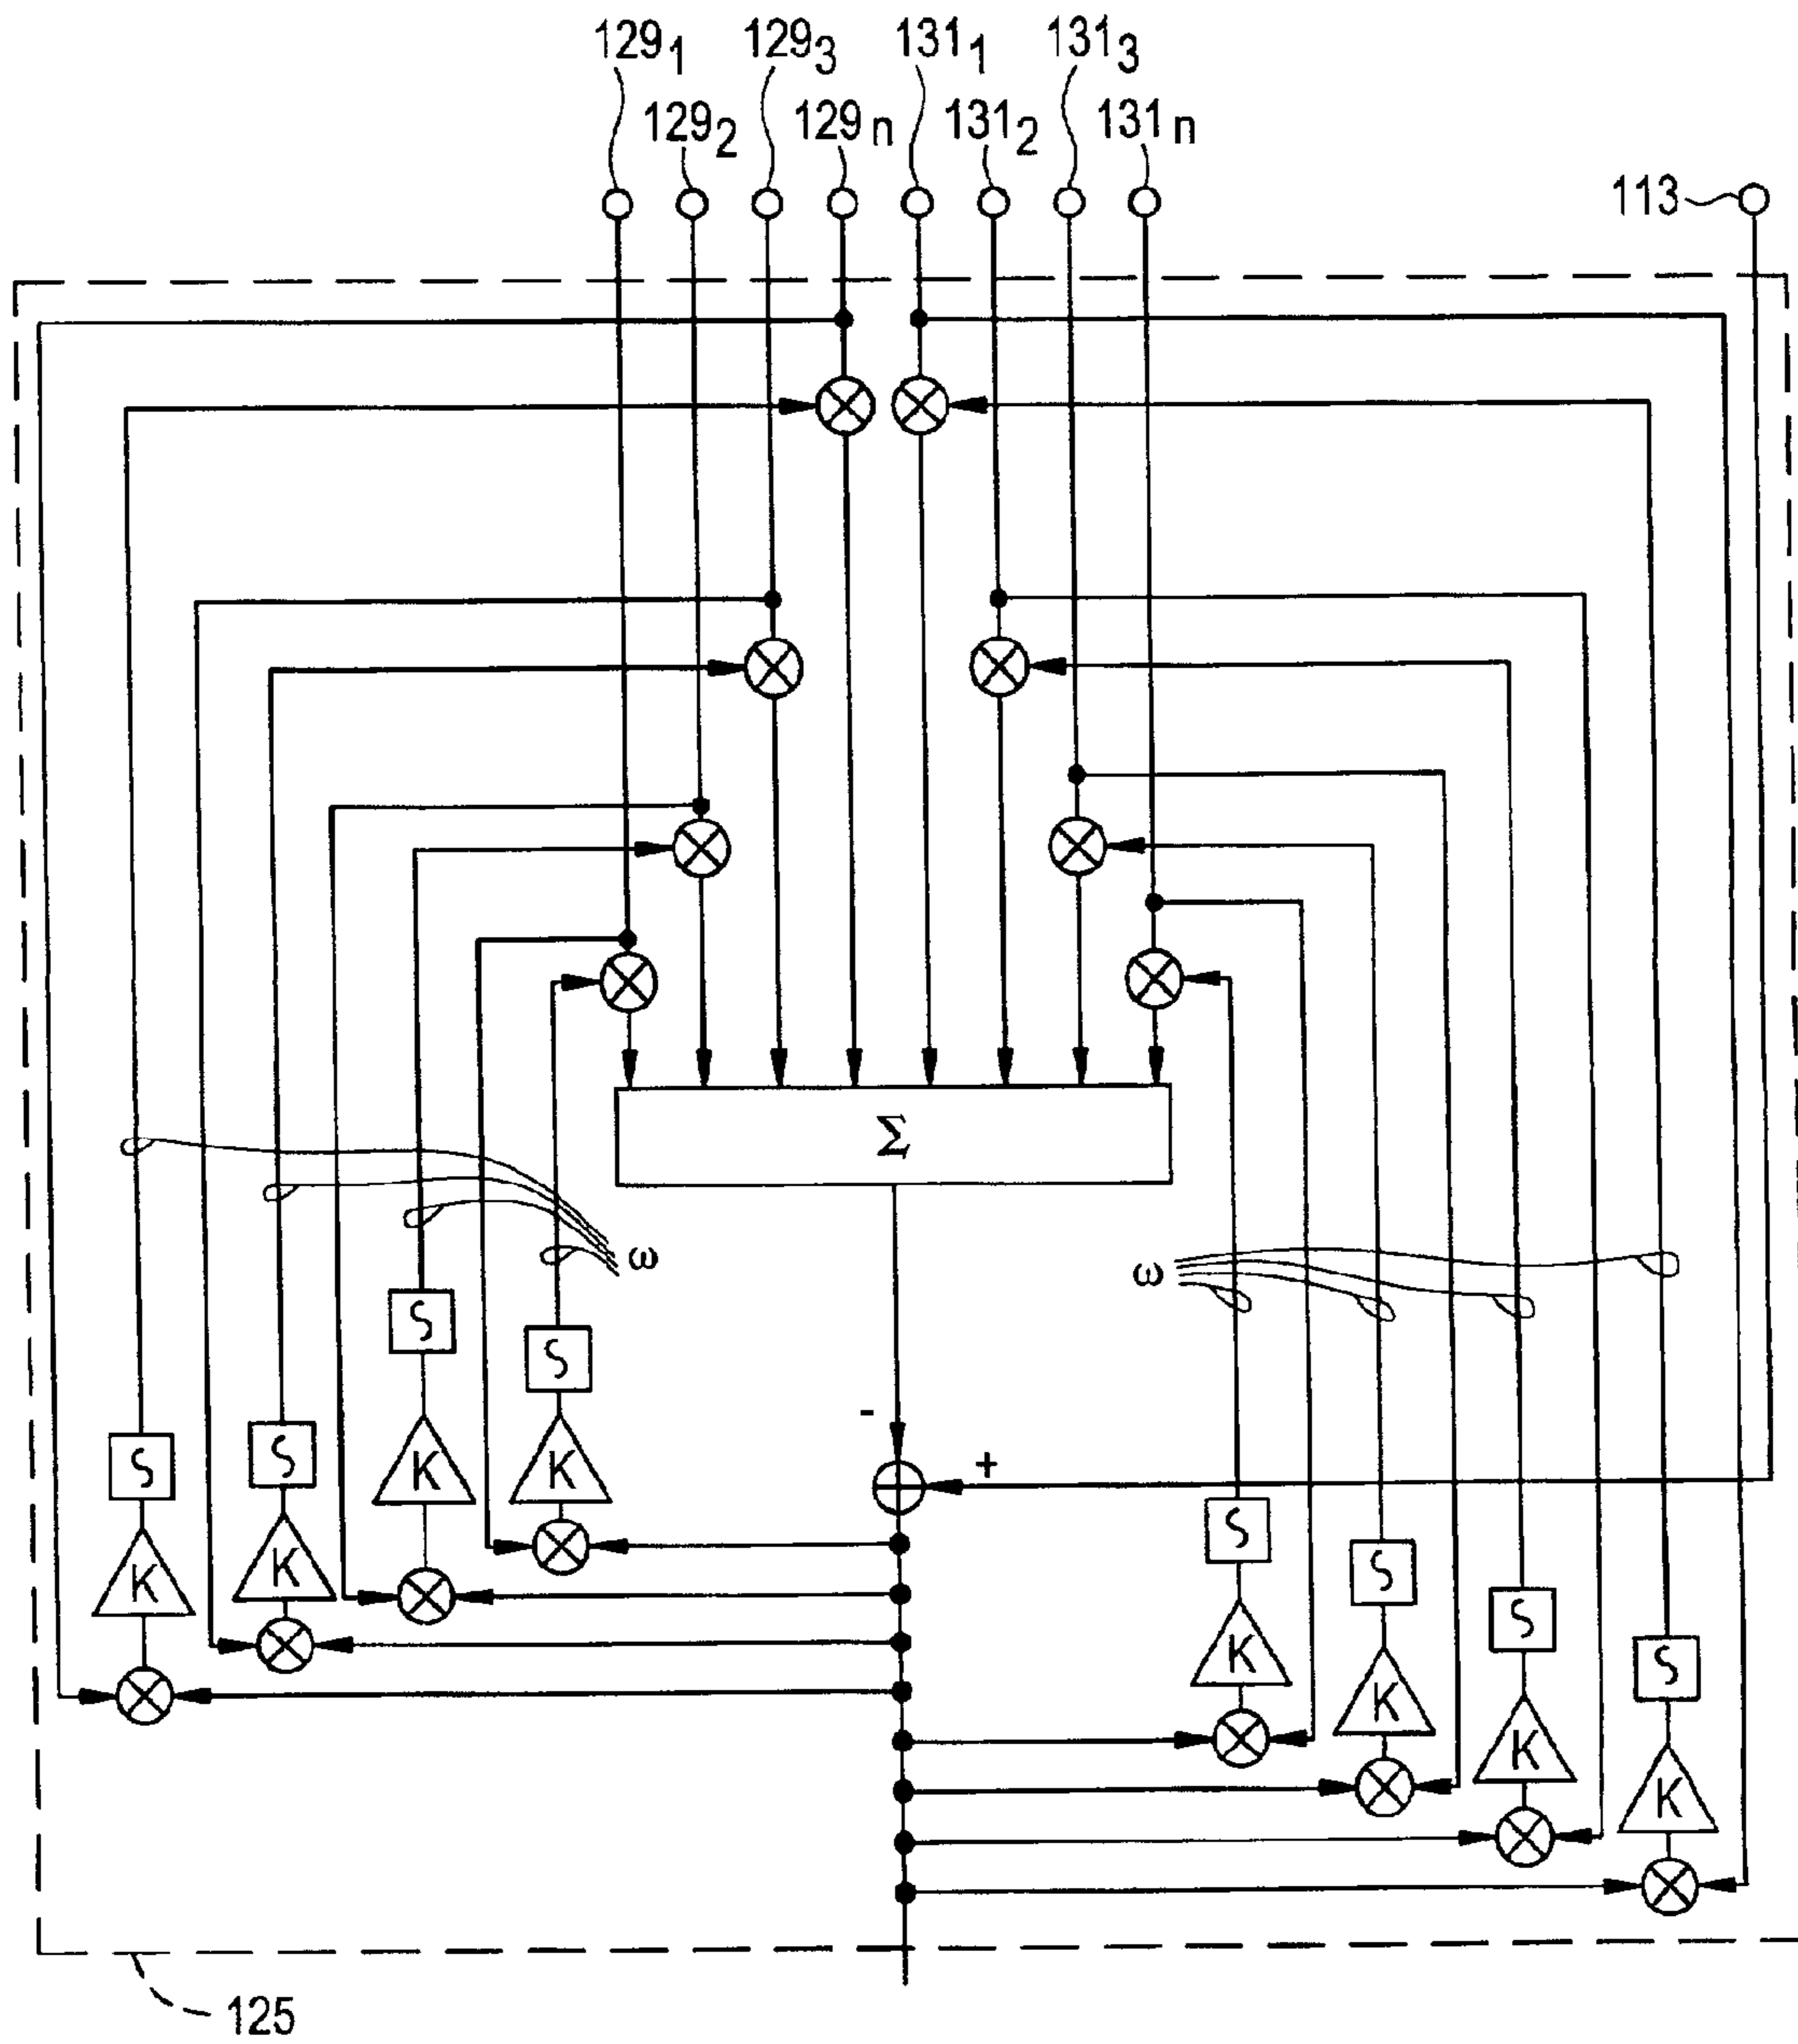 129₁ 129₃ 131₁ 131₃
129₂ 129ₙ 131₂ 131ₙ
113
Σ
ω ω
S
S
-
S S
K K
+
S
K K
S
S
K
S
K
K
K
125